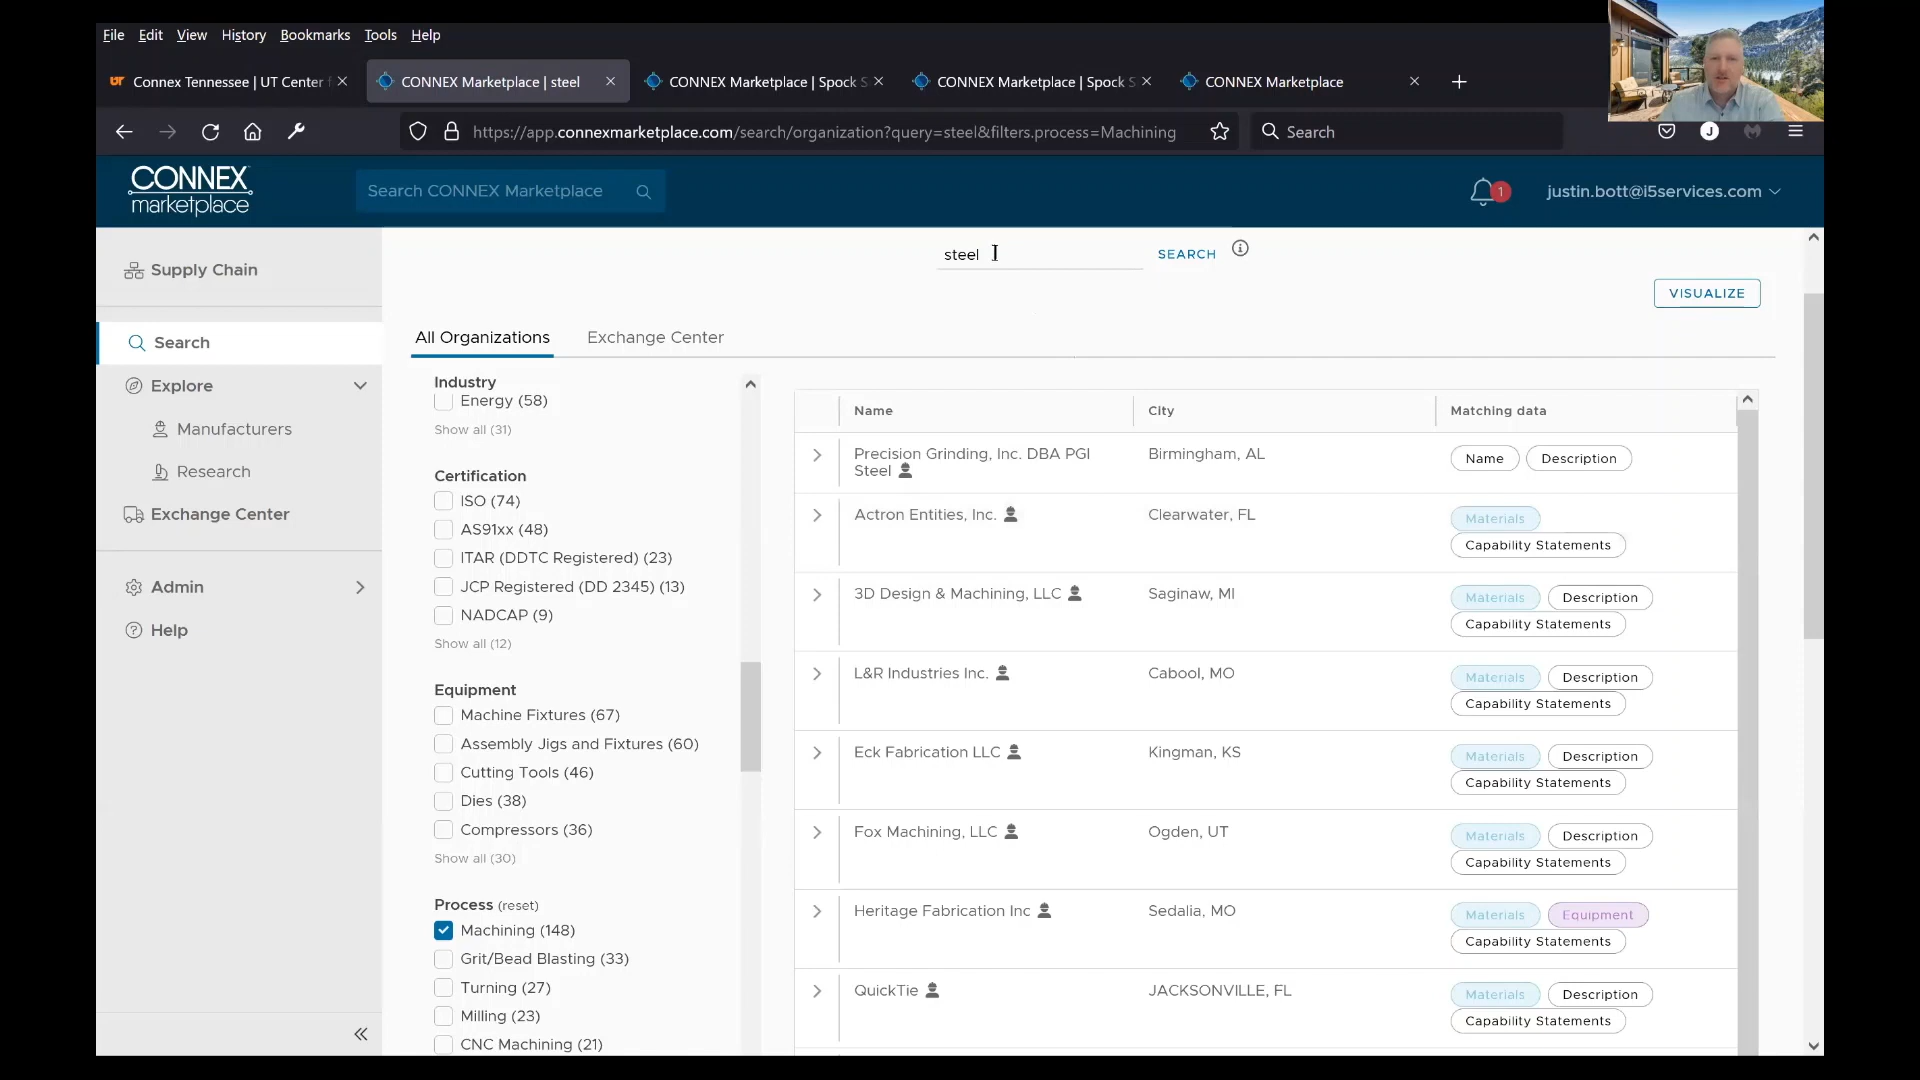 File Edit View History Bookmarks Tools Help
Connex Tennessee | UT Center f
CONNEX Marketplace | steel
CONNEX Marketplace | Spock S
CONNEX Marketplace | Spock S
CONNEX Marketplace
https://app.connexmarketplace.com/search/organization?query=steel&filters.process=Machining
Search
J
CONNEX
marketplace
Search CONNEX Marketplace
1
justin.bott@i5services.com
Supply Chain
Search
Explore
Manufacturers
Research
Exchange Center
Admin
Help
steel
SEARCH
VISUALIZE
All Organizations
Exchange Center
Industry
Energy (58)
Show all (31)
Certification
ISO (74)
AS91xx (48)
ITAR (DDTC Registered) (23)
JCP Registered (DD 2345) (13)
NADCAP (9)
Show all (12)
Equipment
Machine Fixtures (67)
Assembly Jigs and Fixtures (60)
Cutting Tools (46)
Dies (38)
Compressors (36)
Show all (30)
Process (reset)
Machining (148)
Grit/Bead Blasting (33)
Turning (27)
Milling (23)
CNC Machining (21)
Name City Matching data
Precision Grinding, Inc. DBA PGI
Steel
Birmingham, AL
Name Description
Actron Entities, Inc.
Clearwater, FL
Materials
Capability Statements
3D Design & Machining, LLC
Saginaw, MI
Materials Description
Capability Statements
L&R Industries Inc.
Cabool, MO
Materials Description
Capability Statements
Eck Fabrication LLC
Kingman, KS
Materials Description
Capability Statements
Fox Machining, LLC
Ogden, UT
Materials Description
Capability Statements
Heritage Fabrication Inc
Sedalia, MO
Materials Equipment
Capability Statements
QuickTie
JACKSONVILLE, FL
Materials Description
Capability Statements